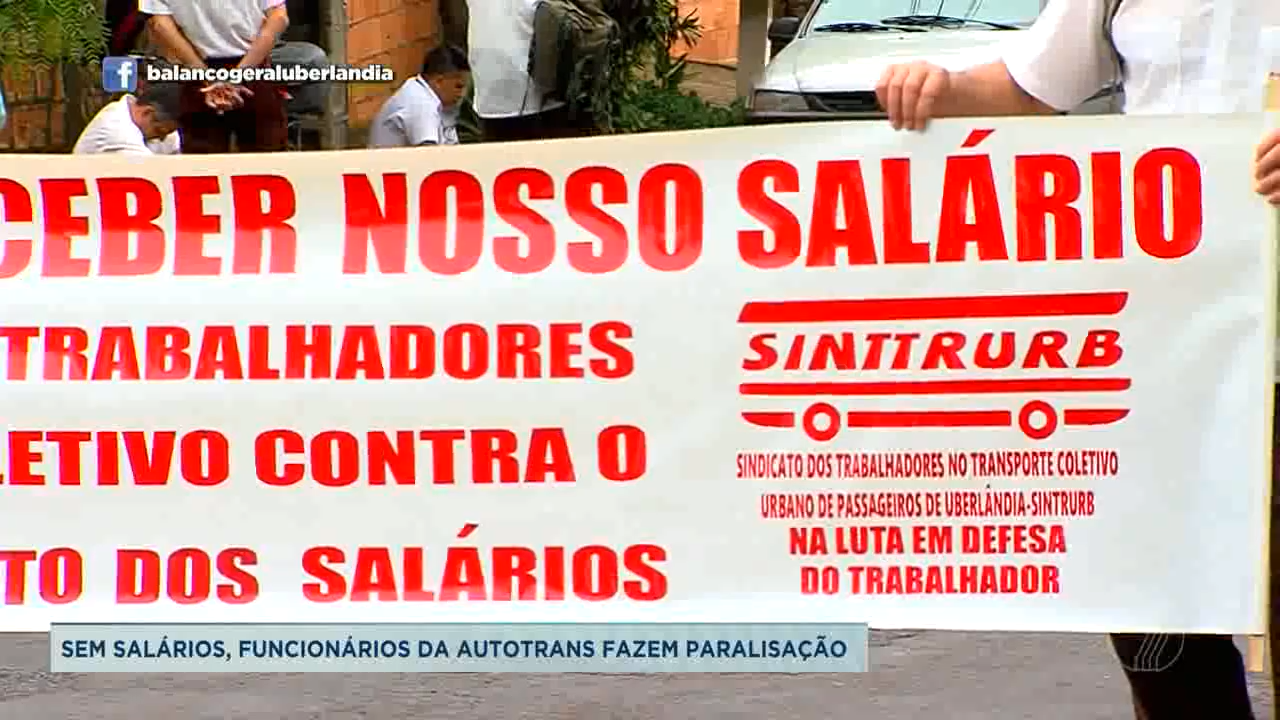 balancogeraluberlandia
CEBER NOSSO SALÁRIO
TRABALHADORES
LETIVO CONTRA O
TO DOS SALÁRIOS
SINTTRURB
SINDICATO DOS TRABALHADORES NO TRANSPORTE COLETIVO
URBANO DE PASSAGEIROS DE UBERLÂNDIA-SINTRURB
NA LUTA EM DEFESA
DO TRABALHADOR
SEM SALÁRIOS, FUNCIONÁRIOS DA AUTOTRANS FAZEM PARALISAÇÃO